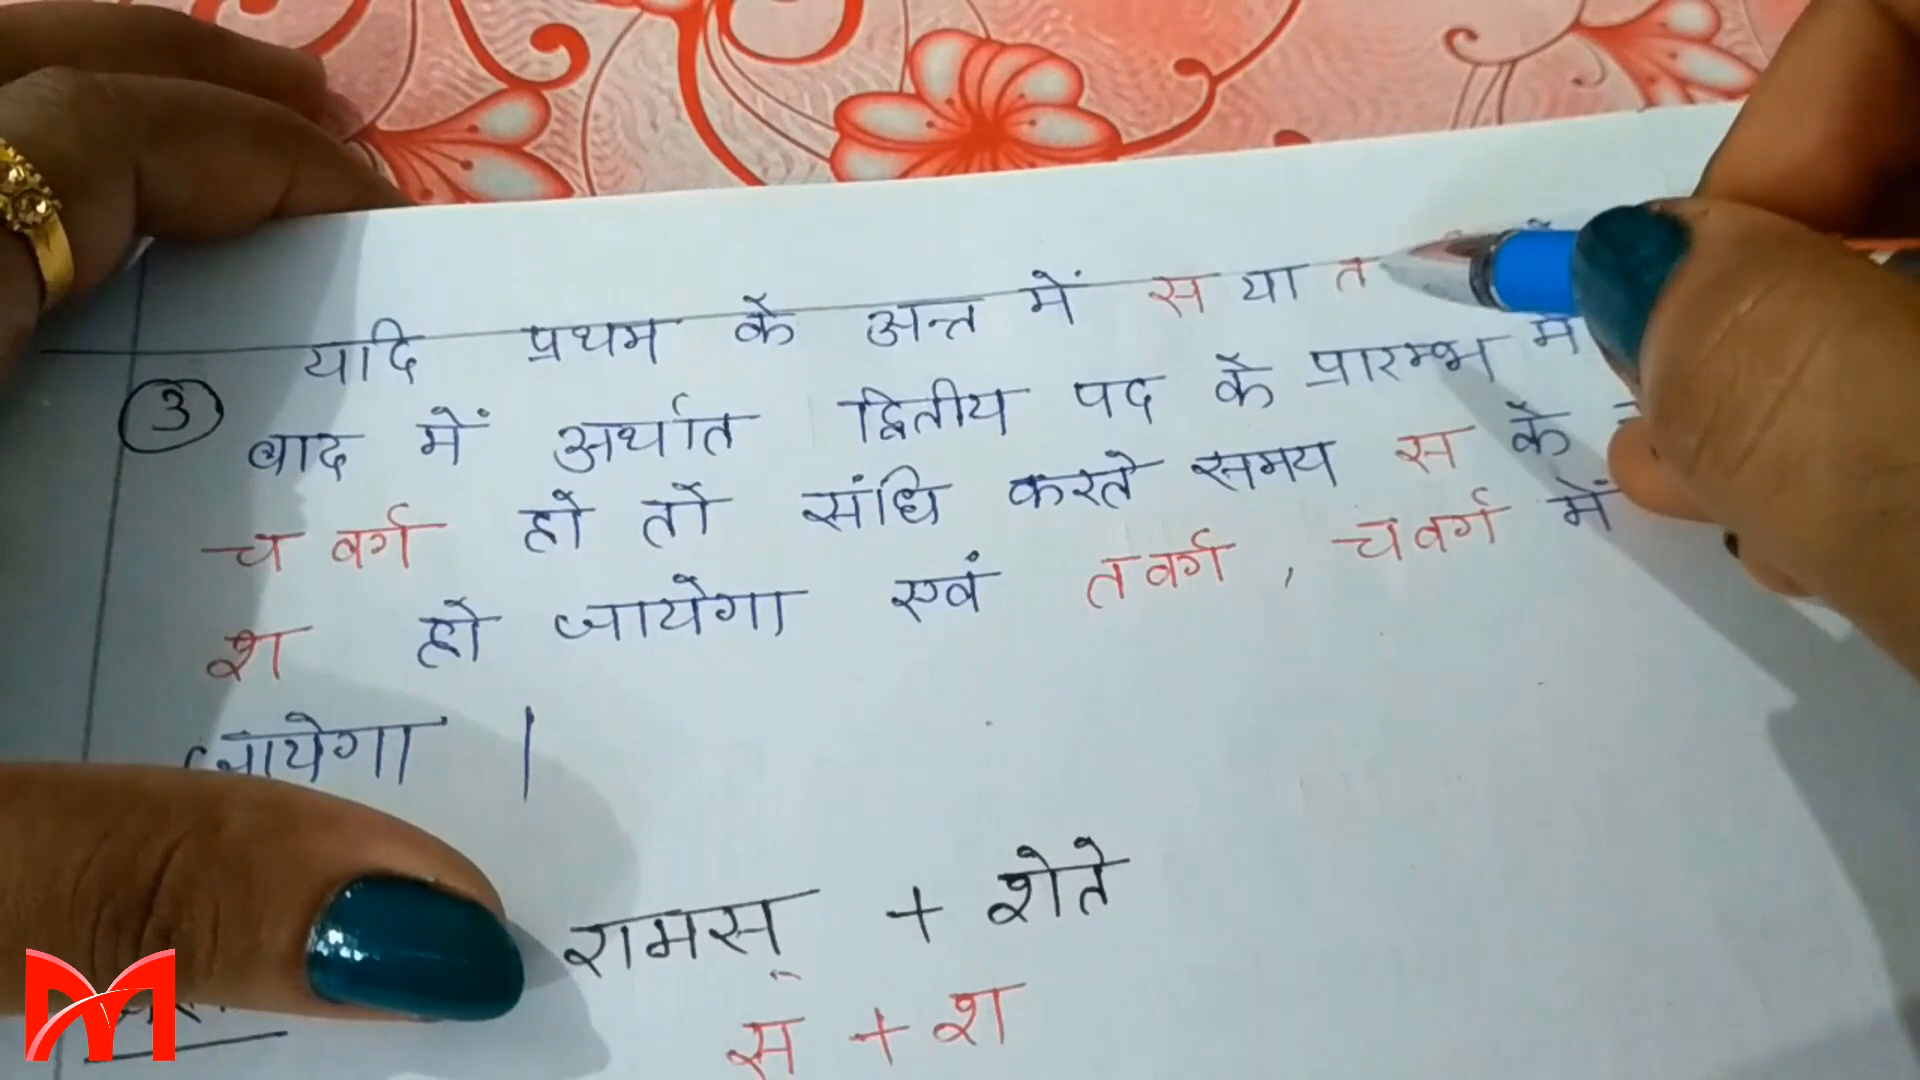 यदि प्रथम के अन्त में स या त
③ बाद में अर्थात द्वितीय पद के प्रारम्भ में
च वर्ग हो तो संधि करते समय स के
श हो जायेगा एवं तवर्ग, चवर्ग में
जायेगा |
रामस् + शेते
स + श